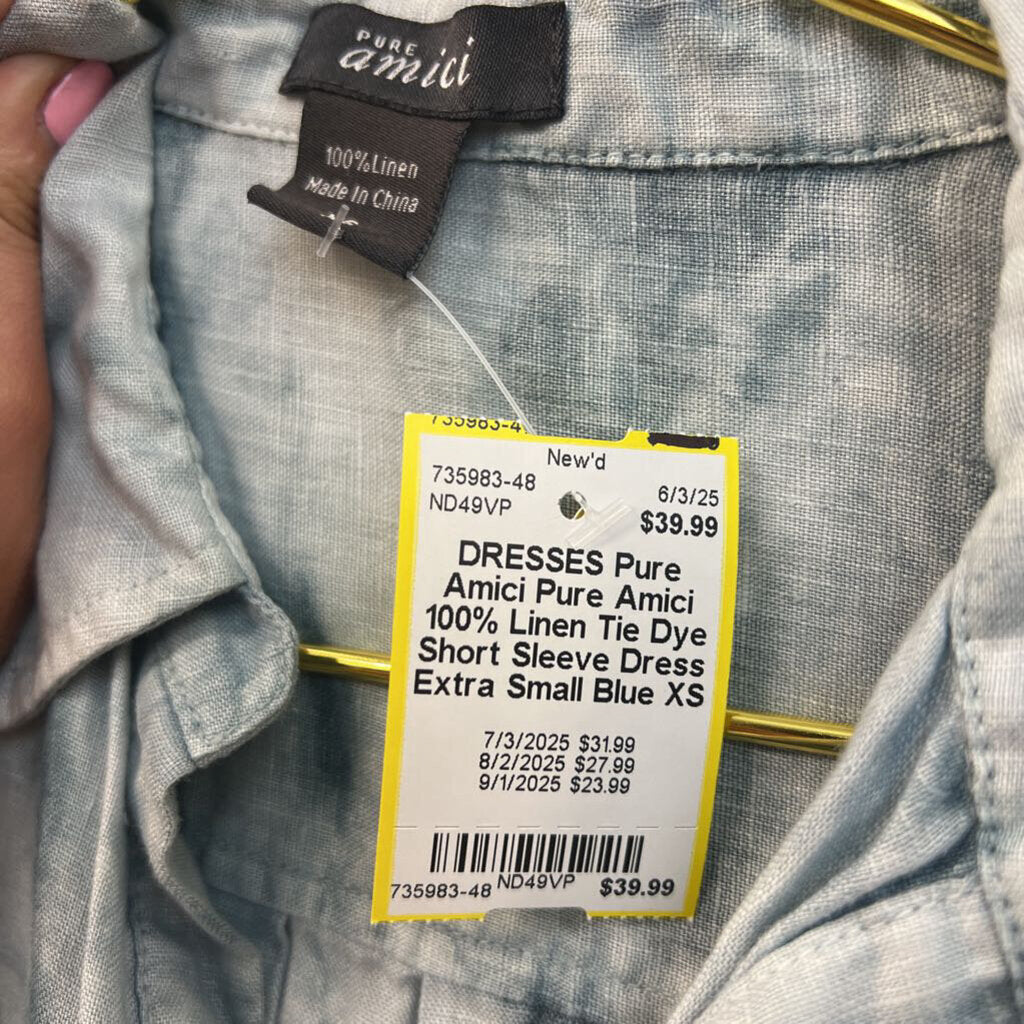 PURE
amici
100%Linen
Made In China
735983-4
New'd
735983-48
6/3/25
ND49VP
$39.99
DRESSES Pure
Amici Pure Amici
100% Linen Tie Dye
Short Sleeve Dress
Extra Small Blue XS
7/3/2025 $31.99
8/2/2025 $27.99
9/1/2025 $23.99
735983-48 ND49VP $39.99